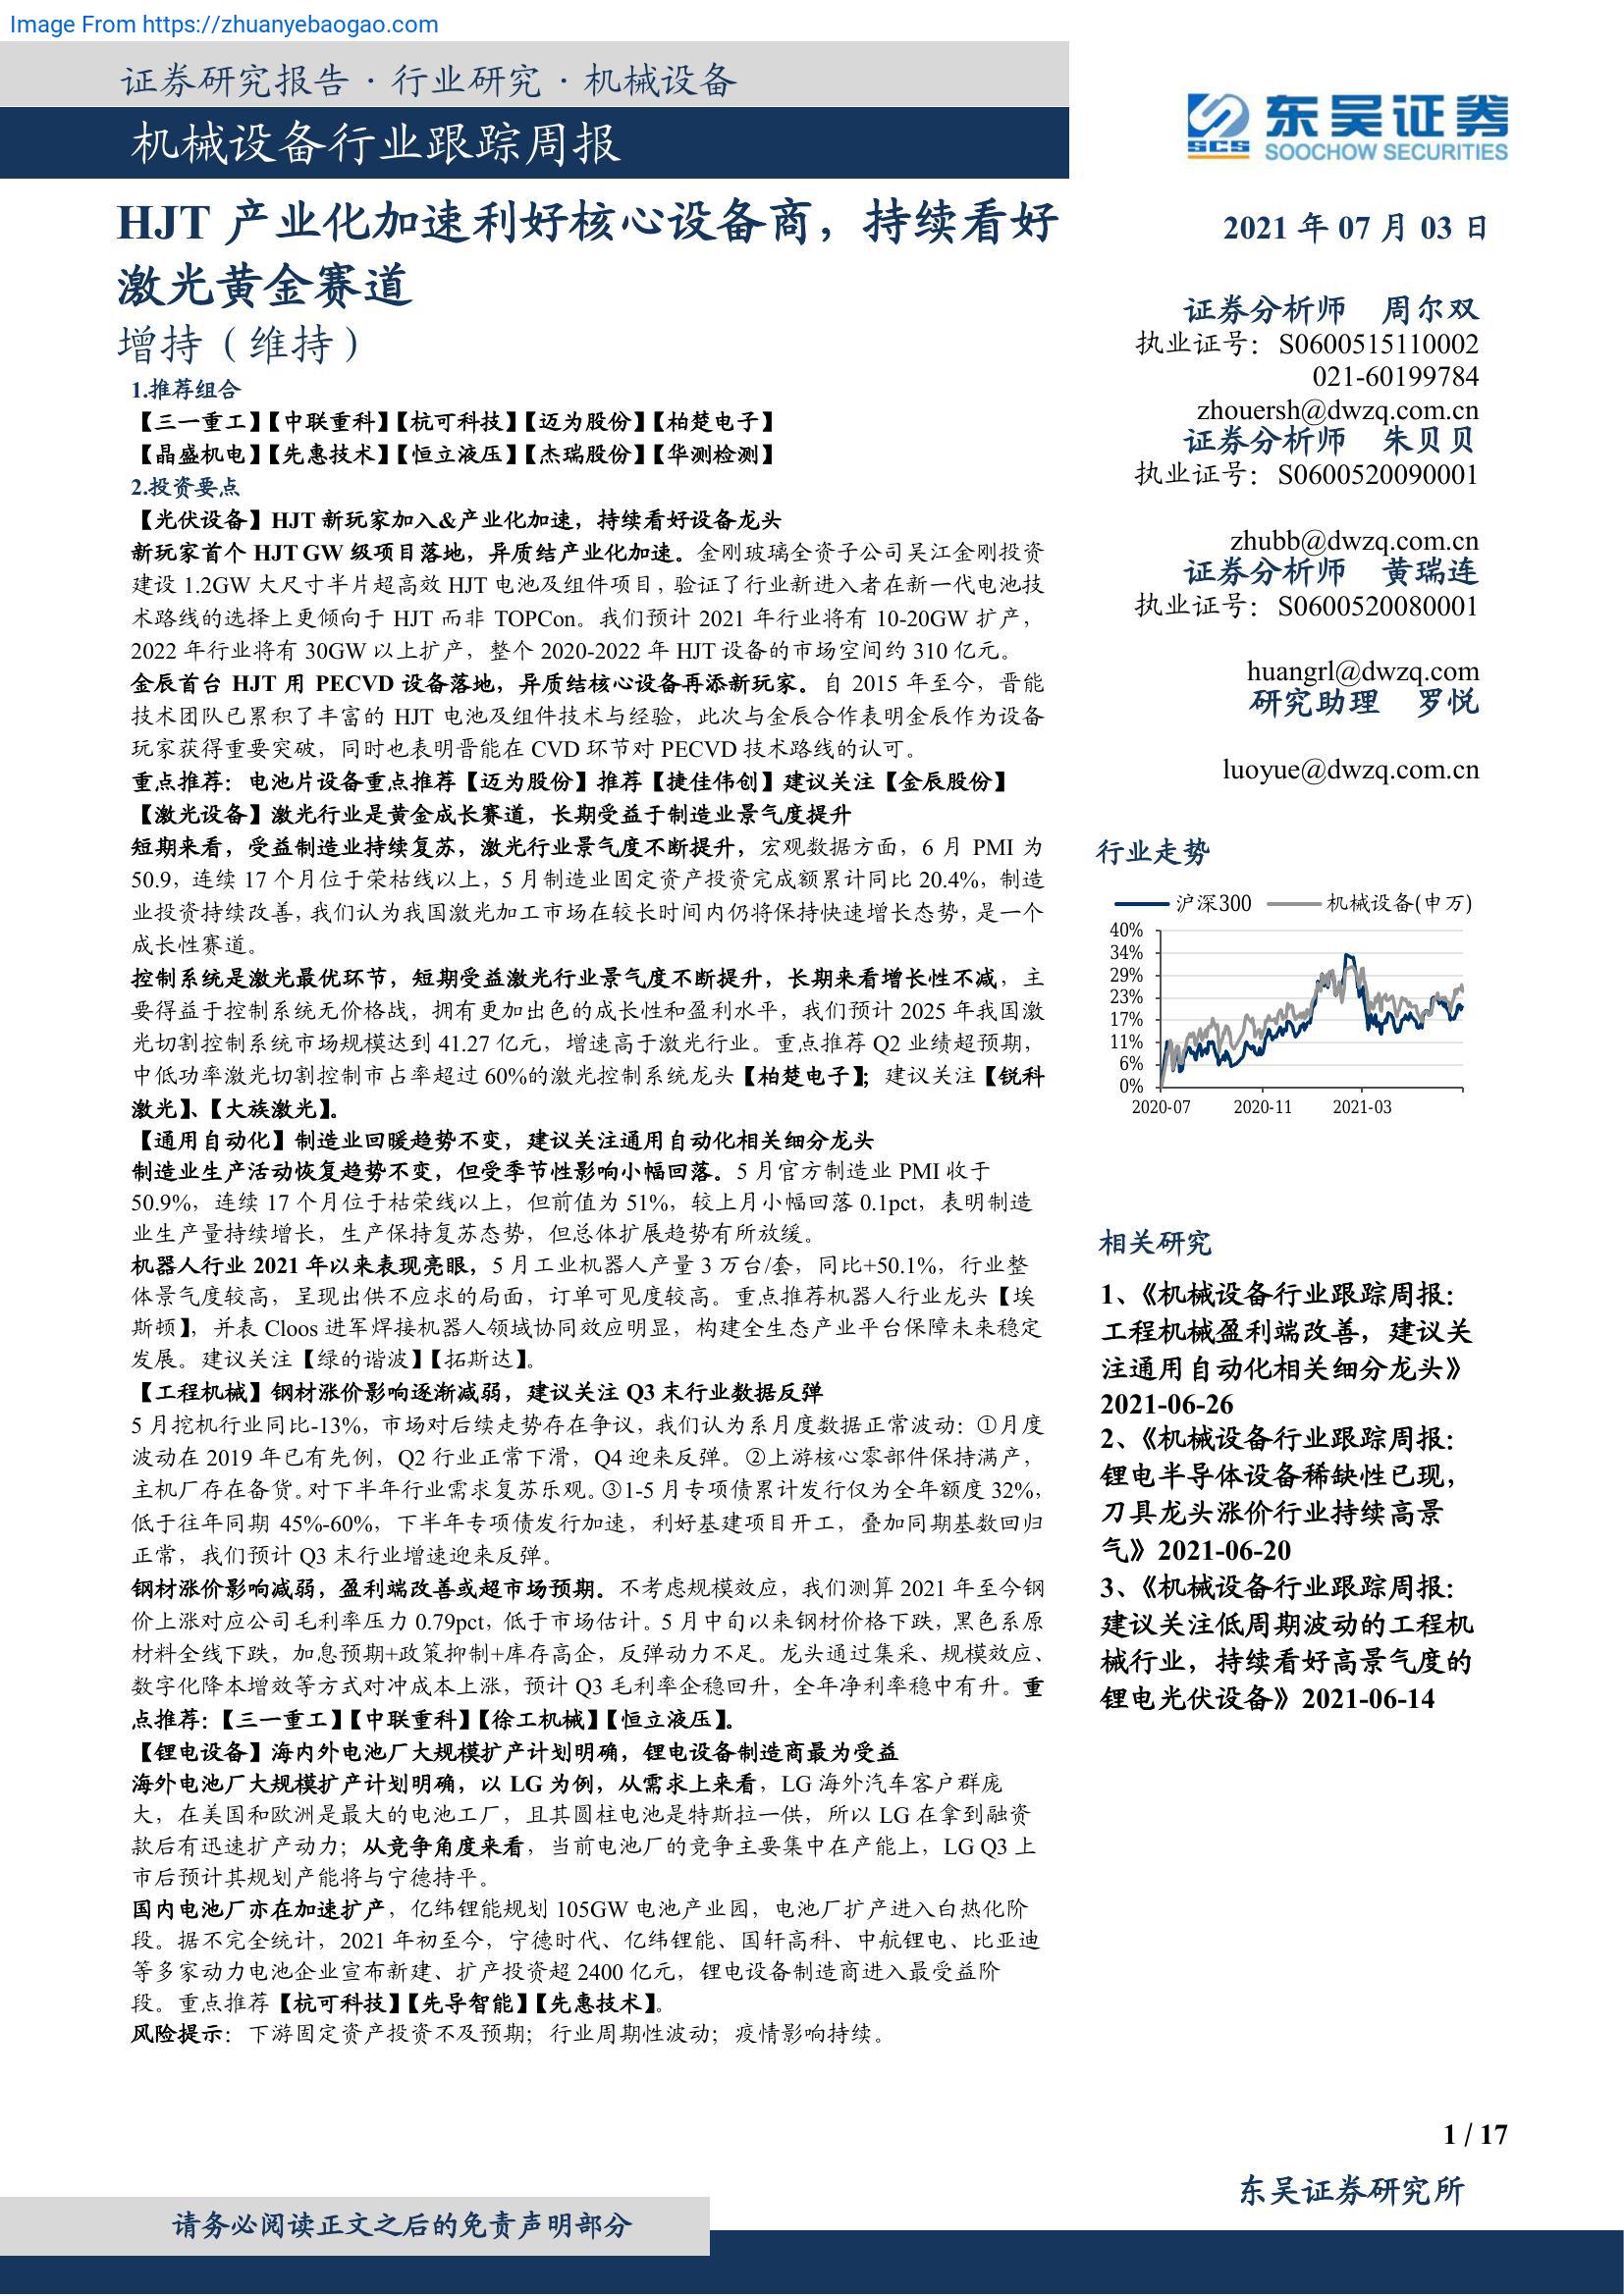 Image From https://zhuanyebaogao.com
证券研究报告·行业研究·机械设备
机械设备行业跟踪周报
东吴证券
SCS
SOOCHOW SECURITIES
HJT 产业化加速利好核心设备商，持续看好
激光黄金赛道
增持（维持）
1.推荐组合
【三一重工】【中联重科】【杭可科技】【迈为股份】【柏楚电子】
【晶盛机电】【先惠技术】【恒立液压】【杰瑞股份】【华测检测】
2.投资要点
【光伏设备】HJT 新玩家加入&产业化加速，持续看好设备龙头
新玩家首个 HJT GW 级项目落地，异质结产业化加速。金刚玻璃全资子公司吴江金刚投资
建设 1.2GW 大尺寸半片超高效 HJT 电池及组件项目，验证了行业新进入者在新一代电池技
术路线的选择上更倾向于 HJT 而非 TOPCon。我们预计 2021 年行业将有 10-20GW 扩产，
2022 年行业将有 30GW 以上扩产，整个 2020-2022 年 HJT 设备的市场空间约 310 亿元。
金辰首台 HJT 用 PECVD 设备落地，异质结核心设备再添新玩家。自 2015 年至今，晋能
技术团队已累积了丰富的 HJT 电池及组件技术与经验，此次与金辰合作表明金辰作为设备
玩家获得重要突破，同时也表明晋能在 CVD 环节对 PECVD 技术路线的认可。
重点推荐：电池片设备重点推荐【迈为股份】推荐【捷佳伟创】建议关注【金辰股份】
【激光设备】激光行业是黄金成长赛道，长期受益于制造业景气度提升
短期来看，受益制造业持续复苏，激光行业景气度不断提升，宏观数据方面，6 月 PMI 为
50.9，连续 17 个月位于荣枯线以上，5 月制造业固定资产投资完成额累计同比 20.4%，制造
业投资持续改善，我们认为我国激光加工市场在较长时间内仍将保持快速增长态势，是一个
成长性赛道。
控制系统是激光最优环节，短期受益激光行业景气度不断提升，长期来看增长性不减，主
要得益于控制系统无价格战，拥有更加出色的成长性和盈利水平，我们预计 2025 年我国激
光切割控制系统市场规模达到 41.27 亿元，增速高于激光行业。重点推荐 Q2 业绩超预期，
中低功率激光切割控制市占率超过 60%的激光控制系统龙头【柏楚电子】；建议关注【锐科
激光】、【大族激光】。
【通用自动化】制造业回暖趋势不变，建议关注通用自动化相关细分龙头
制造业生产活动恢复趋势不变，但受季节性影响小幅回落。5 月官方制造业 PMI 收于
50.9%，连续 17 个月位于枯荣线以上，但前值为 51%，较上月小幅回落 0.1pct，表明制造
业生产量持续增长，生产保持复苏态势，但总体扩展趋势有所放缓。
机器人行业 2021 年以来表现亮眼，5 月工业机器人产量 3 万台/套，同比+50.1%，行业整
体景气度较高，呈现出供不应求的局面，订单可见度较高。重点推荐机器人行业龙头【埃
斯顿】，并表 Cloos 进军焊接机器人领域协同效应明显，构建全生态产业平台保障未来稳定
发展。建议关注【绿的谐波】【拓斯达】。
【工程机械】钢材涨价影响逐渐减弱，建议关注 Q3 末行业数据反弹
5 月挖机行业同比-13%，市场对后续走势存在争议，我们认为系月度数据正常波动：①月度
波动在 2019 年已有先例，Q2 行业正常下滑，Q4 迎来反弹。②上游核心零部件保持满产，
主机厂存在备货。对下半年行业需求复苏乐观。③1-5 月专项债累计发行仅为全年额度 32%，
低于往年同期 45%-60%，下半年专项债发行加速，利好基建项目开工，叠加同期基数回归
正常，我们预计 Q3 末行业增速迎来反弹。
钢材涨价影响减弱，盈利端改善或超市场预期。不考虑规模效应，我们测算 2021 年至今钢
价上涨对应公司毛利率压力 0.79pct，低于市场估计。5 月中旬以来钢材价格下跌，黑色系原
材料全线下跌，加息预期+政策抑制+库存高企，反弹动力不足。龙头通过集采、规模效应、
数字化降本增效等方式对冲成本上涨，预计 Q3 毛利率企稳回升，全年净利率稳中有升。重
点推荐：【三一重工】【中联重科】【徐工机械】【恒立液压】。
【锂电设备】海内外电池厂大规模扩产计划明确，锂电设备制造商最为受益
海外电池厂大规模扩产计划明确，以 LG 为例，从需求上来看，LG 海外汽车客户群庞
大，在美国和欧洲是最大的电池工厂，且其圆柱电池是特斯拉一供，所以 LG 在拿到融资
款后有迅速扩产动力；从竞争角度来看，当前电池厂的竞争主要集中在产能上，LG Q3 上
市后预计其规划产能将与宁德持平。
国内电池厂亦在加速扩产，亿纬锂能规划 105GW 电池产业园，电池厂扩产进入白热化阶
段。据不完全统计，2021 年初至今，宁德时代、亿纬锂能、国轩高科、中航锂电、比亚迪
等多家动力电池企业宣布新建、扩产投资超 2400 亿元，锂电设备制造商进入最受益阶
段。重点推荐【杭可科技】【先导智能】【先惠技术】。
风险提示：下游固定资产投资不及预期；行业周期性波动；疫情影响持续。
2021 年 07 月 03 日
证券分析师 周尔双
执业证号：S0600515110002
021-60199784
zhouersh@dwzq.com.cn
证券分析师 朱贝贝
执业证号：S0600520090001
zhubb@dwzq.com.cn
证券分析师 黄瑞连
执业证号：S0600520080001
huangrl@dwzq.com.cn
研究助理 罗悦
luoyue@dwzq.com.cn
行业走势
沪深300 机械设备(申万)
40%
34%
29%
23%
17%
11%
6%
0%
2020-07 2020-11 2021-03
相关研究
1、《机械设备行业跟踪周报：
工程机械盈利端改善，建议关
注通用自动化相关细分龙头》
2021-06-26
2、《机械设备行业跟踪周报：
锂电半导体设备稀缺性已现，
刀具龙头涨价行业持续高景
气》2021-06-20
3、《机械设备行业跟踪周报：
建议关注低周期波动的工程机
械行业，持续看好高景气度的
锂电光伏设备》2021-06-14
1 / 17
东吴证券研究所
请务必阅读正文之后的免责声明部分